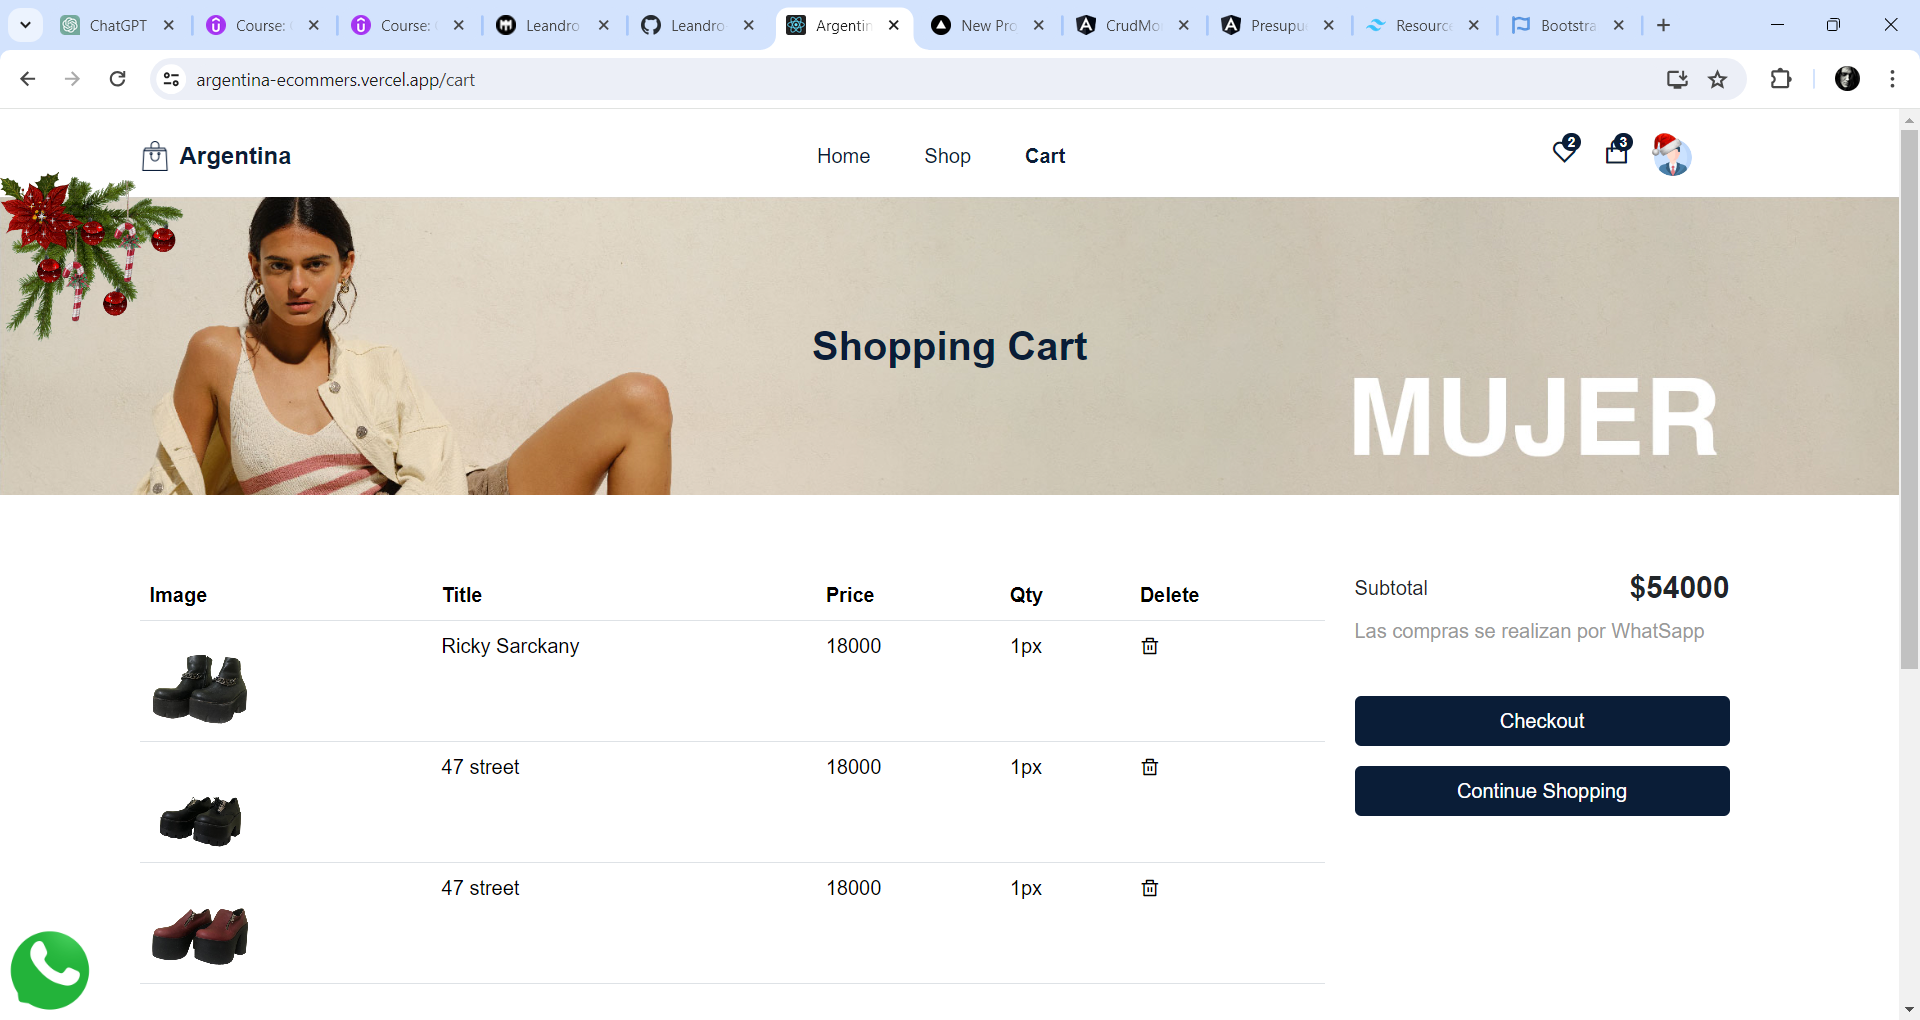 ChatGPT
Course:
Course:
Leandro
Leandro
Argentin
New Pro
CrudMo
Presupu
Resource
Bootstra
argentina-ecommers.vercel.app/cart
Argentina
Home
Shop
Cart
2
3
Shopping Cart
MUJER
Image Title Price Qty Delete
Ricky Sarckany 18000 1px
47 street 18000 1px
47 street 18000 1px
Subtotal $54000
Las compras se realizan por WhatSapp
Checkout
Continue Shopping